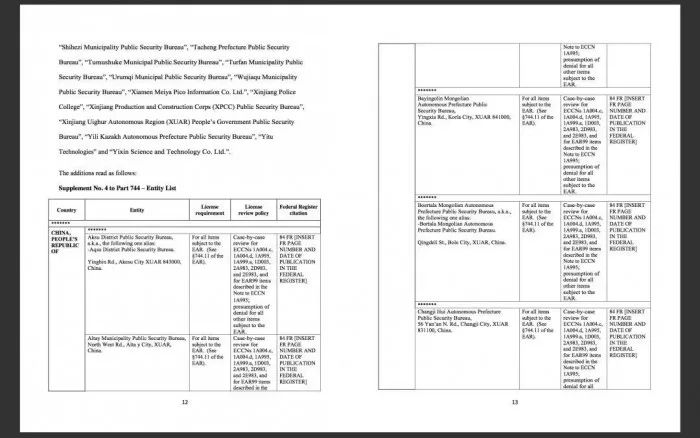 “Shihezi Municipality Public Security Bureau”, “Tacheng Prefecture Public Security
Bureau”, “Tumushuke Municipal Public Security Bureau”, “Turfan Municipality Public
Security Bureau”, “Urumqi Municipal Public Security Bureau”, “Wujiaqu Municipality
Public Security Bureau”, “Xiamen Meiya Pico Information Co. Ltd.”, “Xinjiang Police
College”, “Xinjiang Production and Construction Corps (XPCC) Public Security Bureau”,
“Xinjiang Uighur Autonomous Region (XUAR) People’s Government Public Security
Bureau”, “Yili Kazakh Autonomous Prefecture Public Security Bureau”, “Yitu
Technologies” and “Yixin Science and Technology Co. Ltd.”.
The additions read as follows:
Supplement No. 4 to Part 744 – Entity List
Country
Entity
License
requirement
License
review policy
Federal Register
citation
*******
CHINA,
PEOPLE’S
REPUBLIC
OF
*******
Aksu District Public Security Bureau,
a.k.a., the following one alias:
-Aqsu District Public Security Bureau.
Yingbin Rd., Akesu City XUAR 843000,
China.
For all items
subject to the
EAR. (See
§744.11 of the
EAR).
Case-by-case
review for
ECCNs 1A004.c,
1A004.d, 1A995,
1A999.a, 1D003,
2A983, 2D983,
and 2E983, and
for EAR99 items
described in the
Note to ECCN
1A995;
presumption of
denial for all
other items
subject to the
EAR.
84 FR [INSERT
FR PAGE
NUMBER AND
DATE OF
PUBLICATION
IN THE
FEDERAL
REGISTER]
Altay Municipality Public Security Bureau,
North West Rd., Alta y City, XUAR,
China.
For all items
subject to the
EAR. (See
§744.11 of the
EAR).
Case-by-case
review for
ECCNs 1A004.c,
1A004.d, 1A995,
1A999.a, 1D003,
2A983, 2D983,
and 2E983, and
for EAR99 items
described in the
84 FR [INSERT
FR PAGE
NUMBER AND
DATE OF
PUBLICATION
IN THE
FEDERAL
REGISTER]
12
Note to ECCN
1A995;
presumption of
denial for all
other items
subject to the
EAR.
*******
Bayingolin Mongolian
Autonomous Prefecture Public
Security Bureau,
Yingxia Rd., Korla City, XUAR 841000,
China.
For all items
subject to the
EAR. (See
§744.11 of the
EAR).
Case-by-case
review for
ECCNs 1A004.c,
1A004.d, 1A995,
1A999.a, 1D003,
2A983, 2D983,
and 2E983, and
for EAR99 items
described in the
Note to ECCN
1A995;
presumption of
denial for all
other items
subject to the
EAR.
84 FR [INSERT
FR PAGE
NUMBER AND
DATE OF
PUBLICATION
IN THE
FEDERAL
REGISTER]
*******
Boertala Mongolian Autonomous
Prefecture Public Security Bureau, a.k.a.,
the following one alias:
-Bortala Mongolian Autonomous
Prefecture Public Security Bureau.
Qingdeli St., Bole City, XUAR, China.
For all items
subject to the
EAR. (See
§744.11 of the
EAR).
Case-by-case
review for
ECCNs 1A004.c,
1A004.d, 1A995,
1A999.a, 1D003,
2A983, 2D983,
and 2E983, and
for EAR99 items
described in the
Note to ECCN
1A995;
presumption of
denial for all
other items
subject to the
EAR.
84 FR [INSERT
FR PAGE
NUMBER AND
DATE OF
PUBLICATION
IN THE
FEDERAL
REGISTER]
*******
Changji Hui Autonomous Prefecture
Public Security Bureau,
56 Yan’an N. Rd., Changji City, XUAR
831100, China.
For all items
subject to the
EAR. (See
§744.11 of the
EAR).
Case-by-case
review for
ECCNs 1A004.c,
1A004.d, 1A995,
1A999.a, 1D003,
2A983, 2D983,
and 2E983, and
for EAR99 items
described in the
Note to ECCN
1A995;
presumption of
denial for all
84 FR [INSERT
FR PAGE
NUMBER AND
DATE OF
PUBLICATION
IN THE
FEDERAL
REGISTER]
13